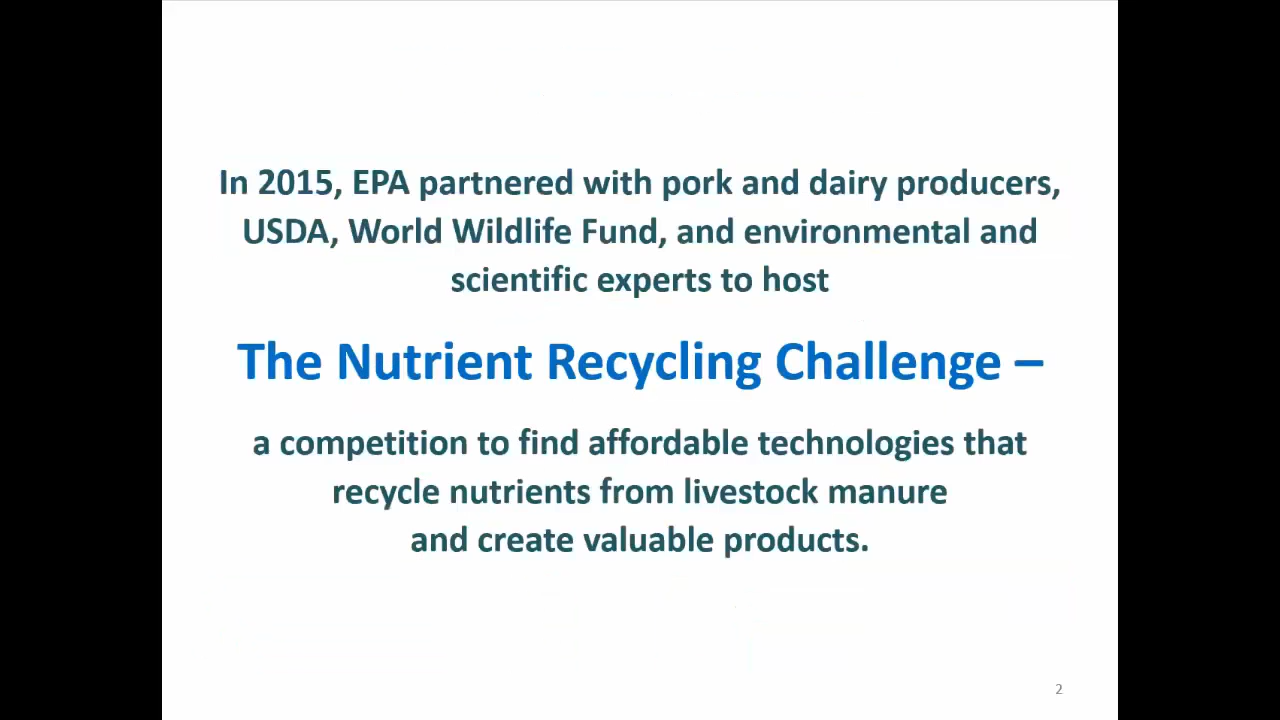 In 2015, EPA partnered with pork and dairy producers,
USDA, World Wildlife Fund, and environmental and
scientific experts to host
The Nutrient Recycling Challenge –
a competition to find affordable technologies that
recycle nutrients from livestock manure
and create valuable products.
2